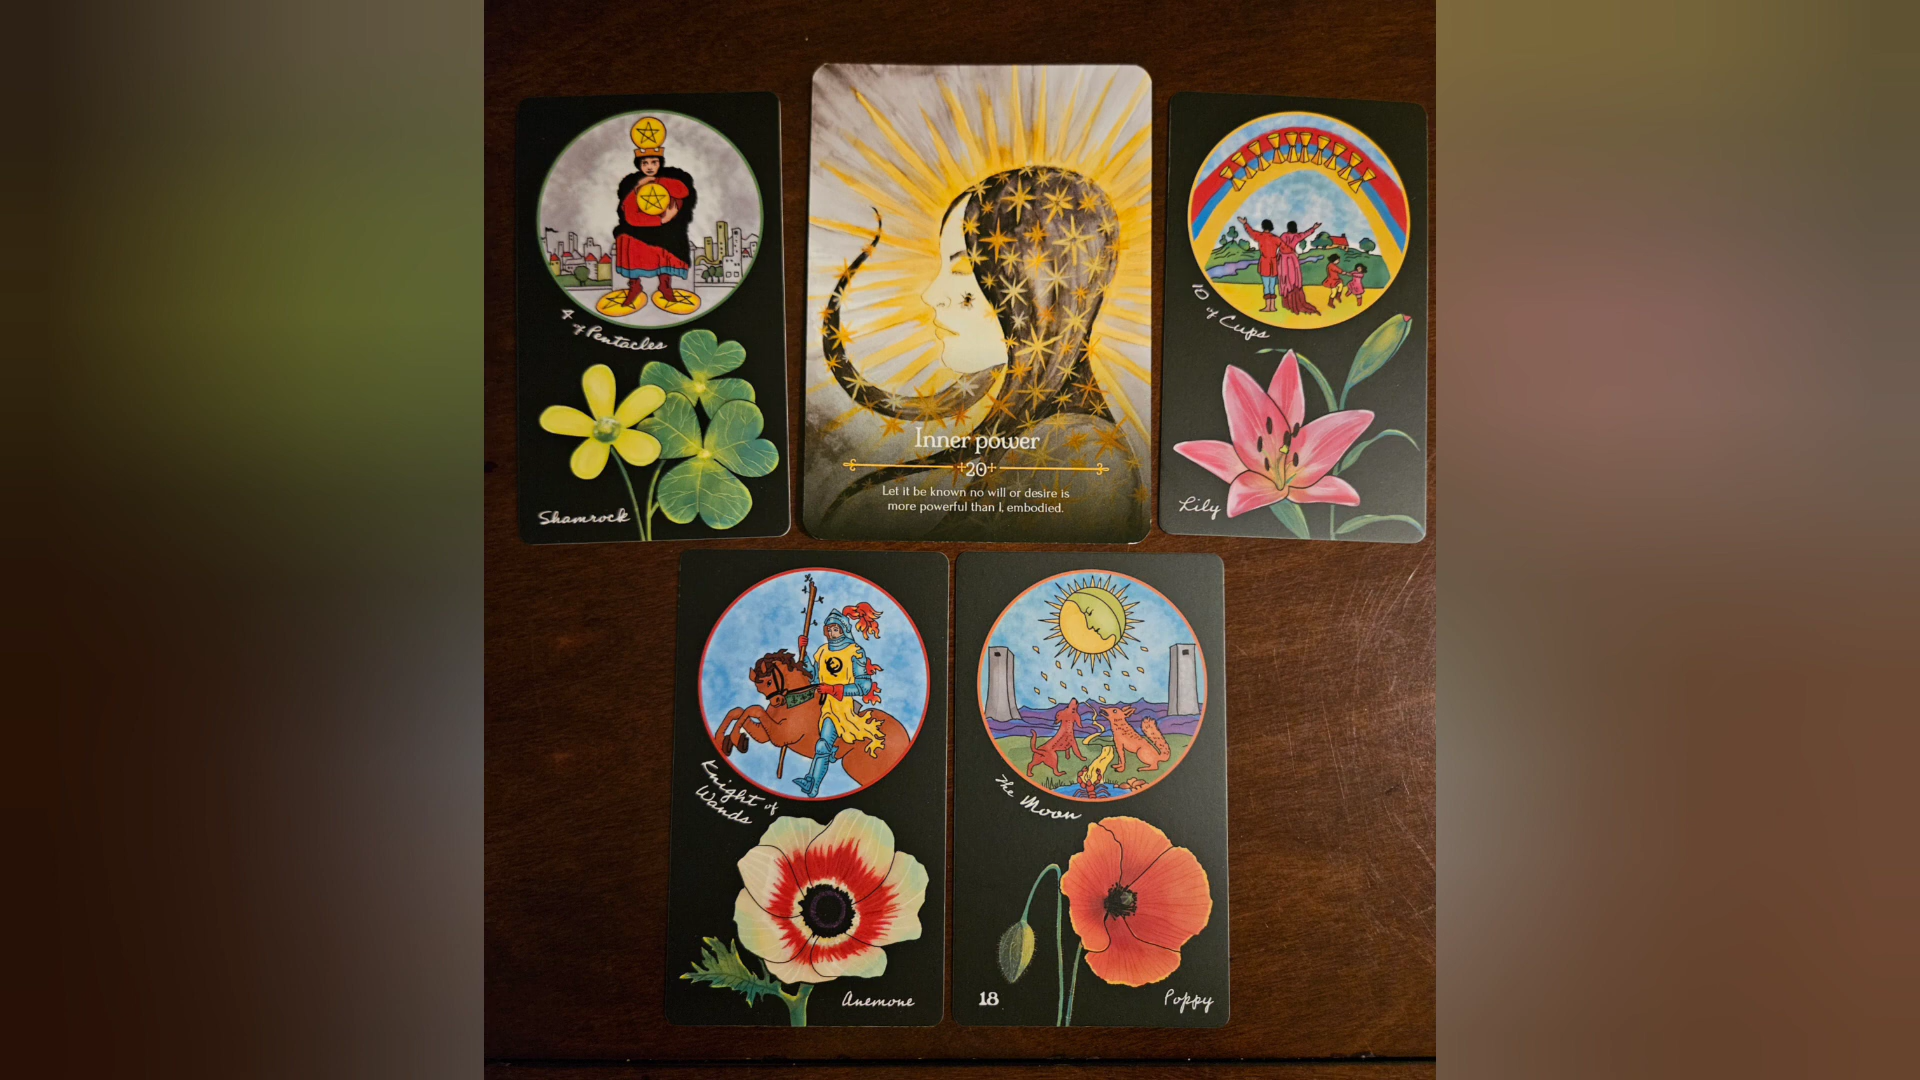 4
of Pentacles
Shamrock
Inner power
20
Let it be known no will or desire is
more powerful than I, embodied.
10
of Cups
Lily
Knight of
Wands
Anemone
The Moon
18
Poppy